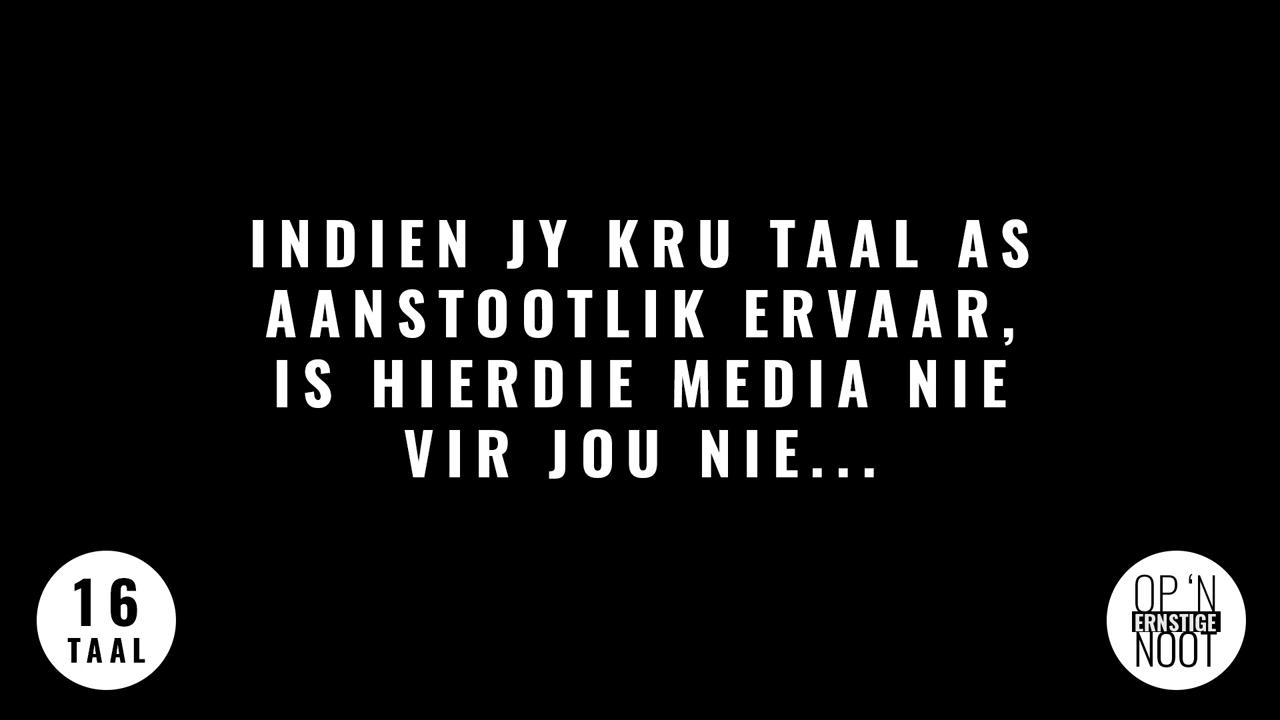 INDIEN JY KRU TAAL AS
AANSTOOTLIK ERVAAR,
IS HIERDIE MEDIA NIE
VIR JOU NIE...
16
TAAL
OP ‘N
ERNSTIGE
NOOT